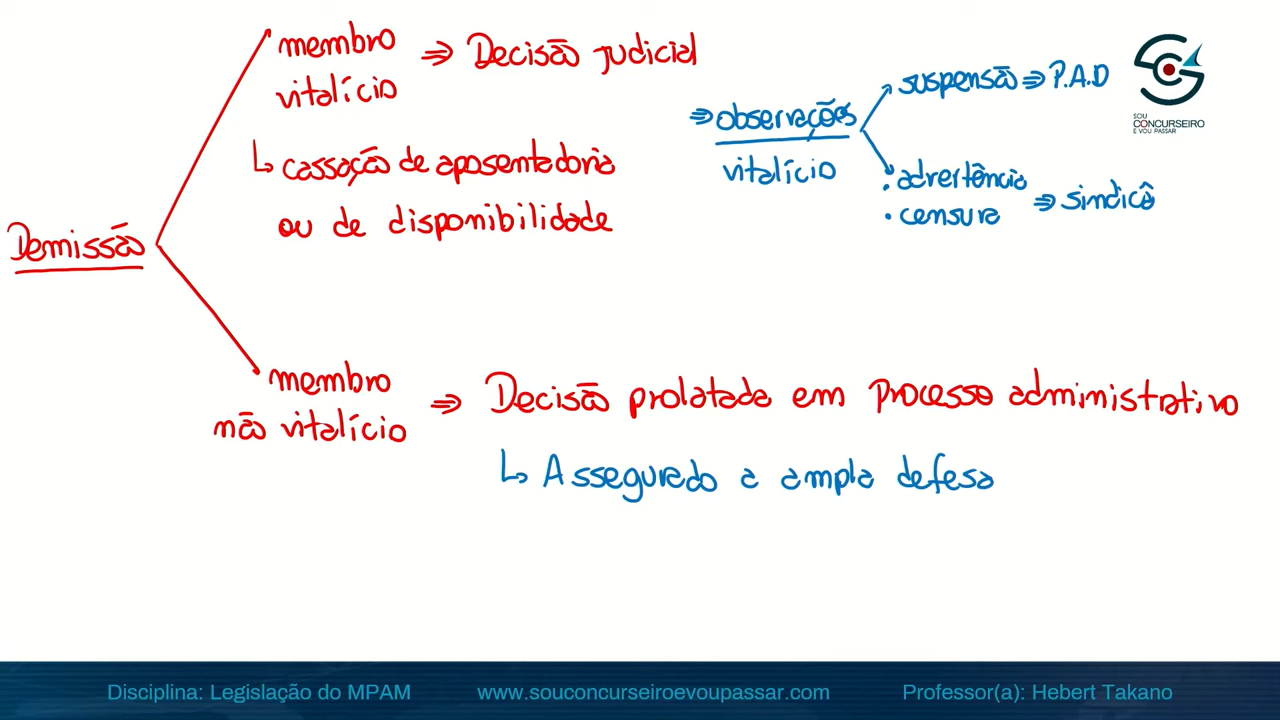 Demissão
membro
vitalício
⇒ Decisão judicial
↳ cassação de aposentadoria
ou de disponibilidade
⇒ observações
vitalício
suspensão ⇒ P.A.D
• advertência
• censura
⇒ sindicâ
SOU
CONCURSEIRO
E VOU PASSAR
membro
não vitalício
⇒ Decisão prolatada em processo administrativo
↳ Assegurado a ampla defesa
Disciplina: Legislação do MPAM
www.souconcurseiroevoupassar.com
Professor(a): Hebert Takano